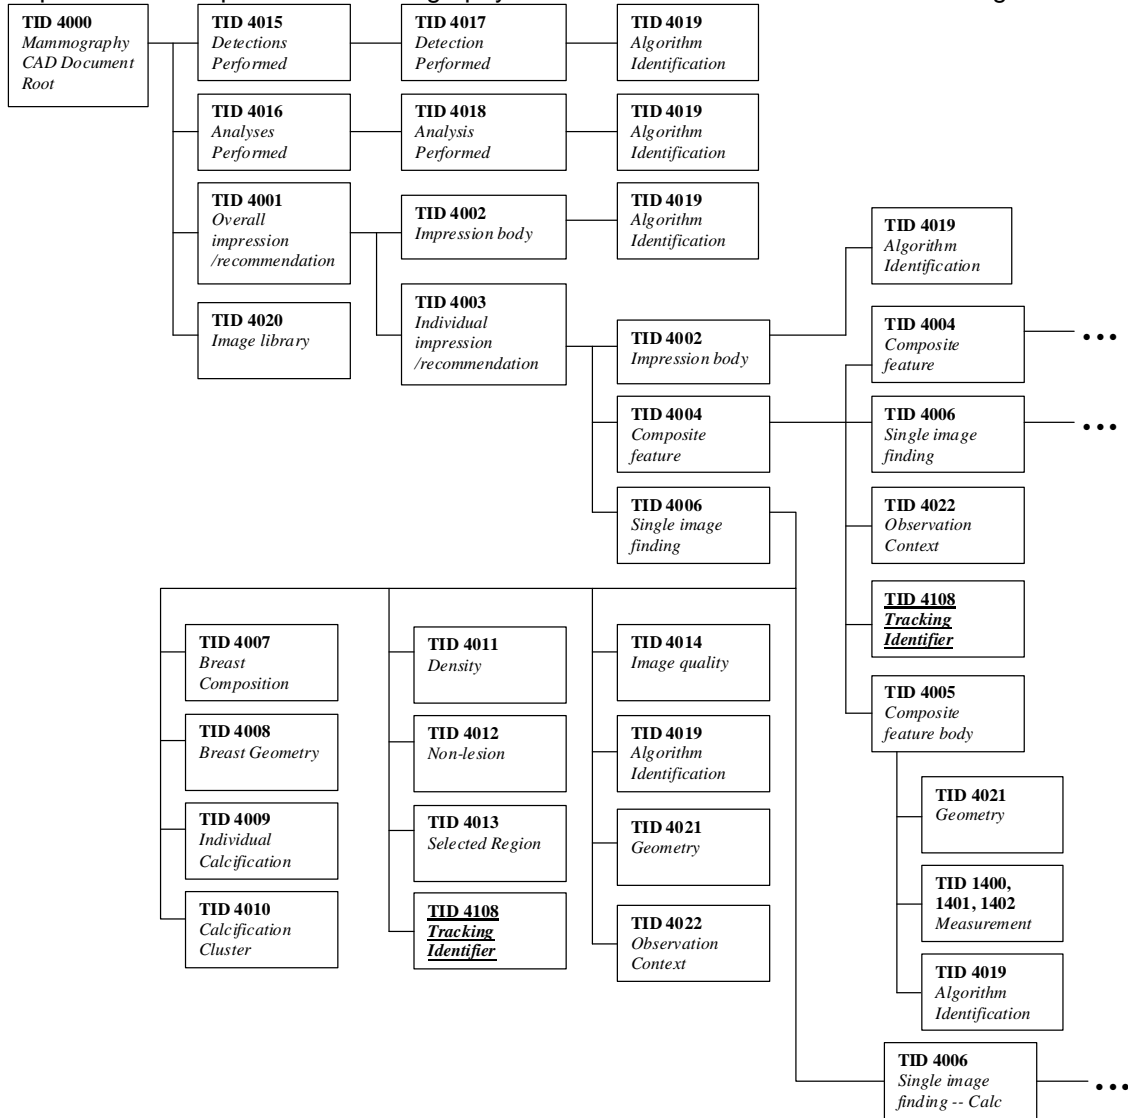 TID 4000
Mammography
CAD Document
Root
TID 4015
Detections
Performed
TID 4017
Detection
Performed
TID 4019
Algorithm
Identification
TID 4016
Analyses
Performed
TID 4018
Analysis
Performed
TID 4019
Algorithm
Identification
TID 4001
Overall
impression
/recommendation
TID 4002
Impression body
TID 4019
Algorithm
Identification
TID 4019
Algorithm
Identification
TID 4020
Image library
TID 4003
Individual
impression
/recommendation
TID 4002
Impression body
TID 4004
Composite
feature
...
TID 4004
Composite
feature
TID 4006
Single image
finding
...
TID 4006
Single image
finding
TID 4022
Observation
Context
TID 4108
Tracking
Identifier
TID 4005
Composite
feature body
TID 4007
Breast
Composition
TID 4011
Density
TID 4014
Image quality
TID 4008
Breast Geometry
TID 4012
Non-lesion
TID 4019
Algorithm
Identification
TID 4009
Individual
Calcification
TID 4013
Selected Region
TID 4021
Geometry
TID 4010
Calcification
Cluster
TID 4108
Tracking
Identifier
TID 4022
Observation
Context
TID 4021
Geometry
TID 1400,
1401, 1402
Measurement
TID 4019
Algorithm
Identification
TID 4006
Single image
finding -- Calc
...